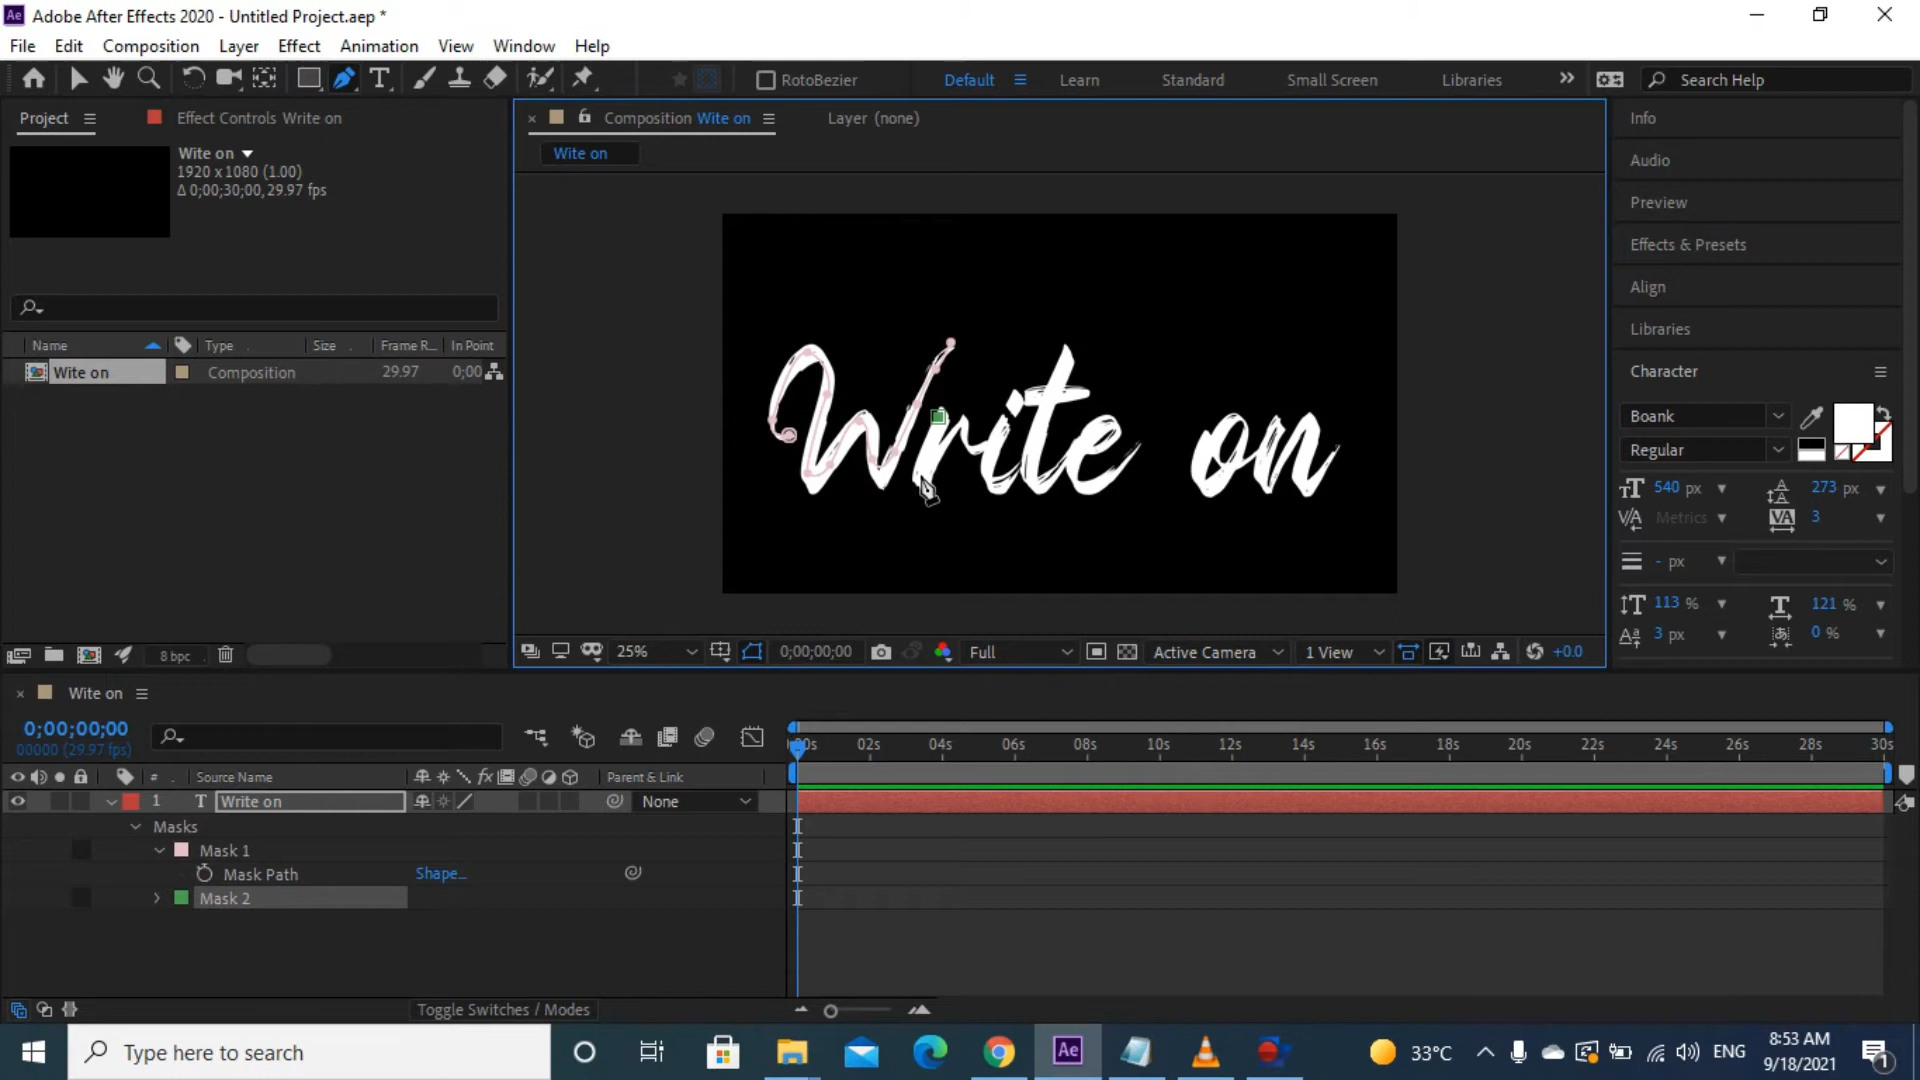 Ae Adobe After Effects 2020 - Untitled Project.aep *
File Edit Composition Layer Effect Animation View Window Help
RotoBezier Default Learn Standard Small Screen Libraries Search Help
Project Effect Controls Write on
Wite on
1920 x 1080 (1.00)
Δ 0;00;30;00, 29.97 fps
Name Type Size Frame R... In Point
Wite on Composition 29.97 0;00
8 bpc
Composition Wite on Layer (none)
Wite on
Write on
25% 0;00;00;00 Full Active Camera 1 View +0.0
Info
Audio
Preview
Effects & Presets
Align
Libraries
Character
Boank
Regular
540 px 273 px
Metrics 3
- px
113 % 121 %
3 px 0 %
Wite on
0;00;00;00
00000 (29.97 fps)
00s 02s 04s 06s 08s 10s 12s 14s 16s 18s 20s 22s 24s 26s 28s 30s
# Source Name fx Parent & Link
1 T Write on None
Masks
Mask 1
Mask Path Shape...
Mask 2
Toggle Switches / Modes
Type here to search
Ae
33°C ENG
8:53 AM
9/18/2021
1